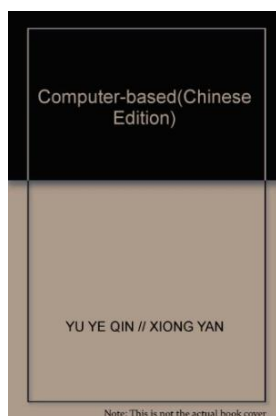 Computer-based(Chinese
Edition)
YU YE QIN // XIONG YAN
Note: This is not the actual book cover